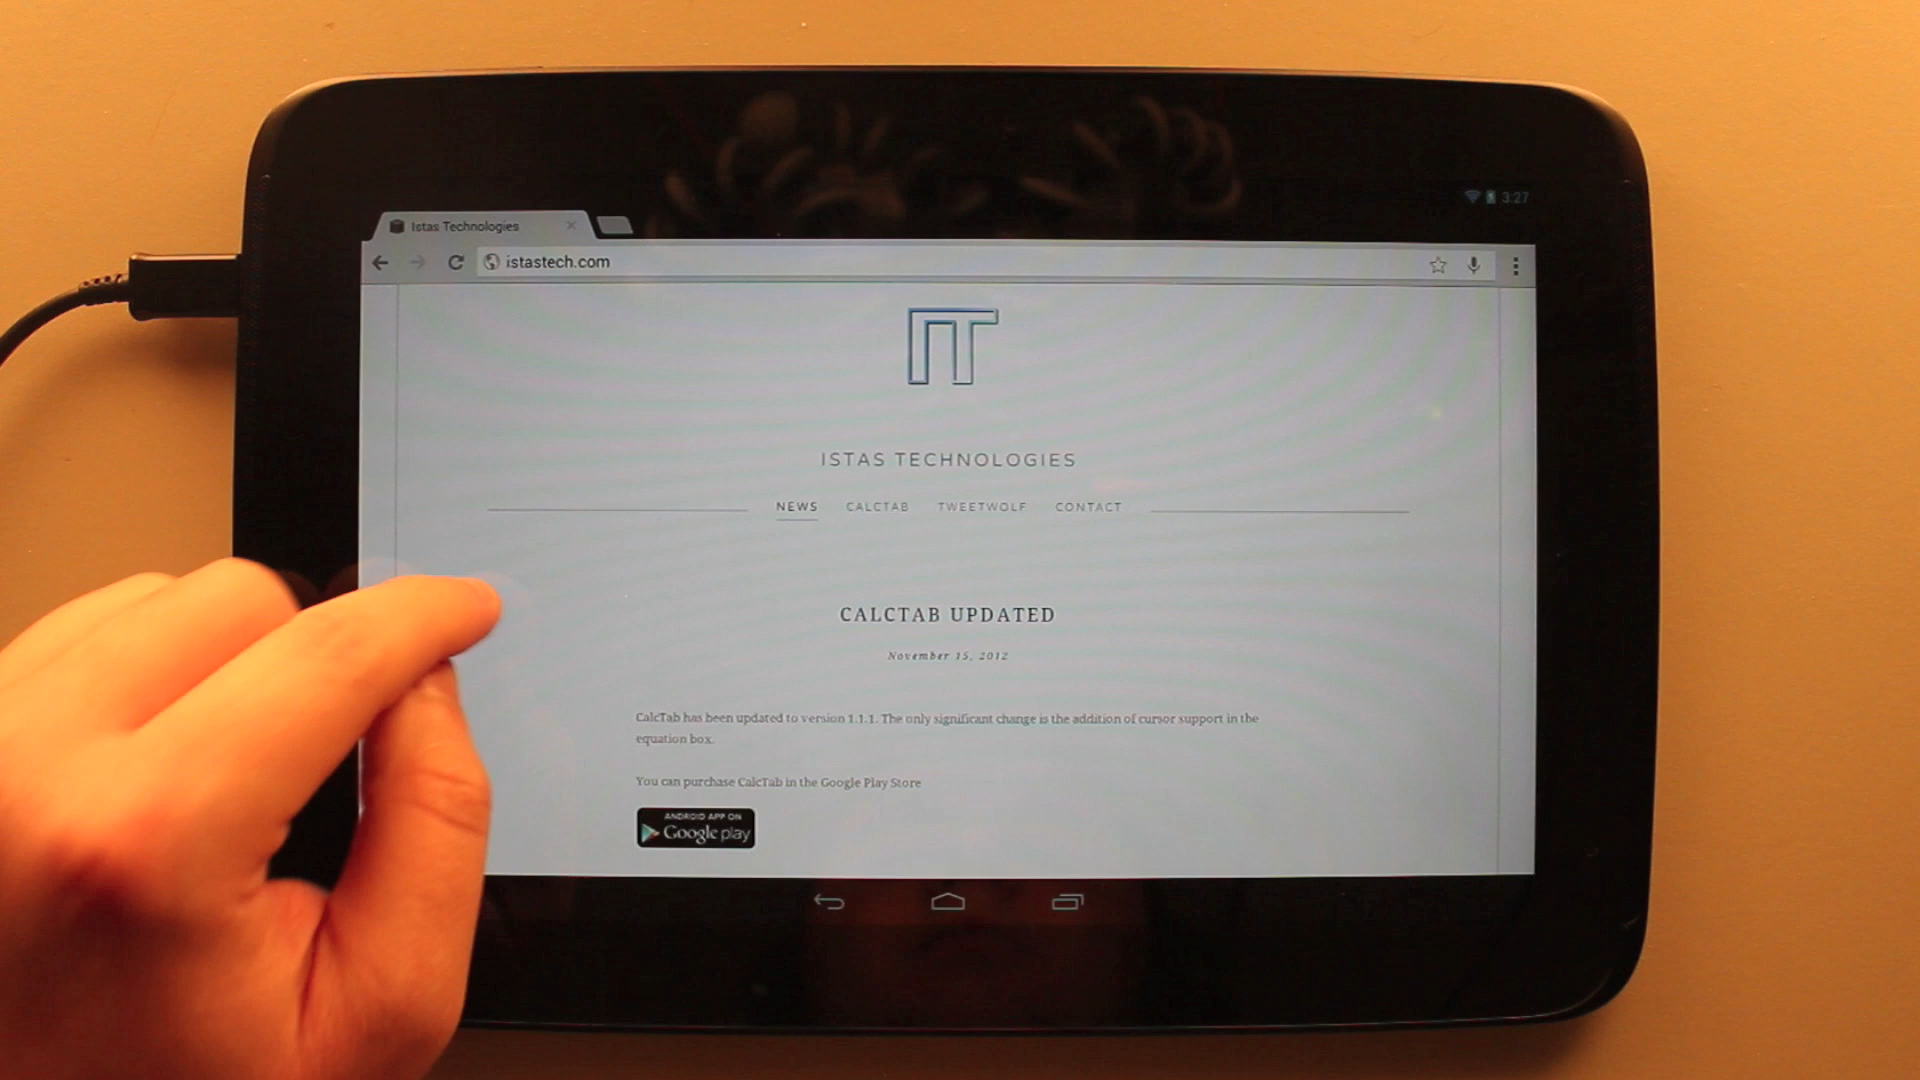 3:27
Istas Technologies
istastech.com
IT
ISTAS TECHNOLOGIES
NEWS CALCTAB TWEETWOLF CONTACT
CALCTAB UPDATED
November 15, 2012
CalcTab has been updated to version 1.1.1. The only significant change is the addition of cursor support in the
equation box.
You can purchase CalcTab in the Google Play Store
ANDROID APP ON
Google play